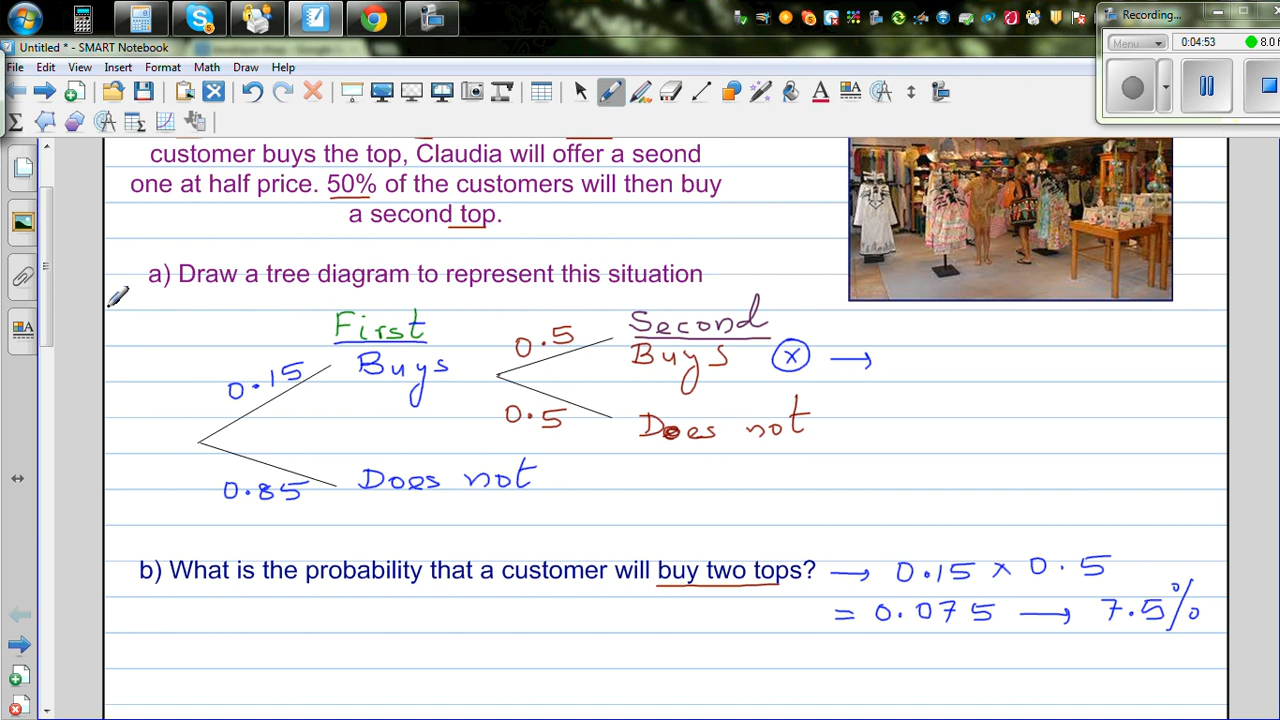 Untitled * - SMART Notebook
Recording...
File Edit View Insert Format Math Draw Help
Menu
0:04:53
8.0
customer buys the top, Claudia will offer a seond
one at half price. 50% of the customers will then buy
a second top.
a) Draw a tree diagram to represent this situation
First
Second
0.5
Buys
0.15
Buys
x →
0.5
Does not
0.85
Does not
b) What is the probability that a customer will buy two tops? → 0.15 x 0.5
= 0.075 → 7.5%